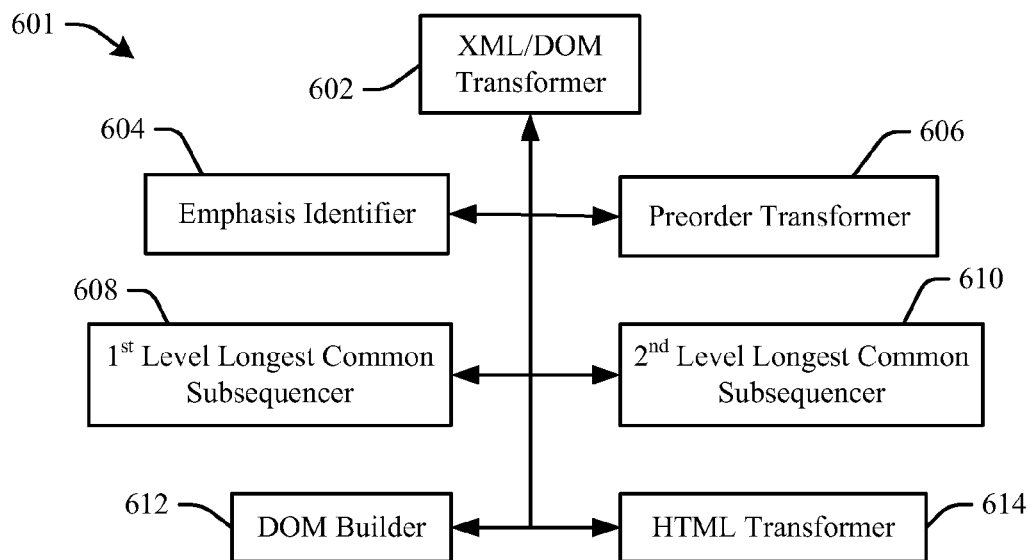 601
XML/DOM
Transformer
602
604
606
Emphasis Identifier
Preorder Transformer
608
610
1st Level Longest Common
Subsequencer
2nd Level Longest Common
Subsequencer
612
DOM Builder
HTML Transformer
614